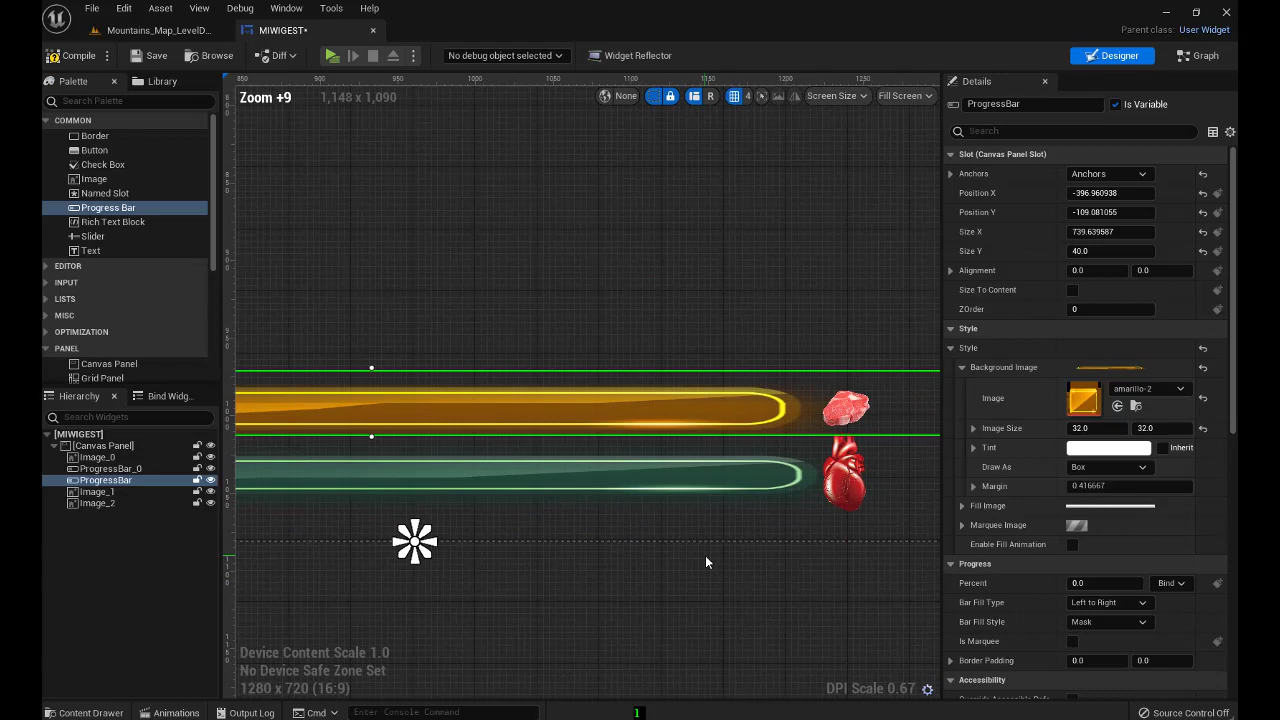 File Edit Asset View Debug Window Tools Help
Mountains_Map_LevelD... MIWIGEST•
Parent class: User Widget
Compile Save Browse Diff No debug object selected Widget Reflector Designer Graph
Palette Library
Search Palette
COMMON
Border
Button
Check Box
Image
Named Slot
Progress Bar
Rich Text Block
Slider
Text
EDITOR
INPUT
LISTS
MISC
OPTIMIZATION
PANEL
Canvas Panel
Grid Panel
Hierarchy Bind Widg...
Search Widgets
[MIWIGEST]
[Canvas Panel]
Image_0
ProgressBar_0
ProgressBar
Image_1
Image_2
850 900 950 1000 1050 1100 1150 1200 1250
Zoom +9 1,148 x 1,090 None R 4 Screen Size Fill Screen
Device Content Scale 1.0
No Device Safe Zone Set
1280 x 720 (16:9)
DPI Scale 0.67
Details
ProgressBar Is Variable
Search
Slot (Canvas Panel Slot)
Anchors Anchors
Position X -396.960938
Position Y -109.081055
Size X 739.639587
Size Y 40.0
Alignment 0.0 0.0
Size To Content
ZOrder 0
Style
Style
Background Image
Image amarillo-2
Image Size 32.0 32.0
Tint Inherit
Draw As Box
Margin 0.416667
Fill Image
Marquee Image
Enable Fill Animation
Progress
Percent 0.0 Bind
Bar Fill Type Left to Right
Bar Fill Style Mask
Is Marquee
Border Padding 0.0 0.0
Accessibility
Content Drawer Animations Output Log Cmd Enter Console Command 1 Source Control Off